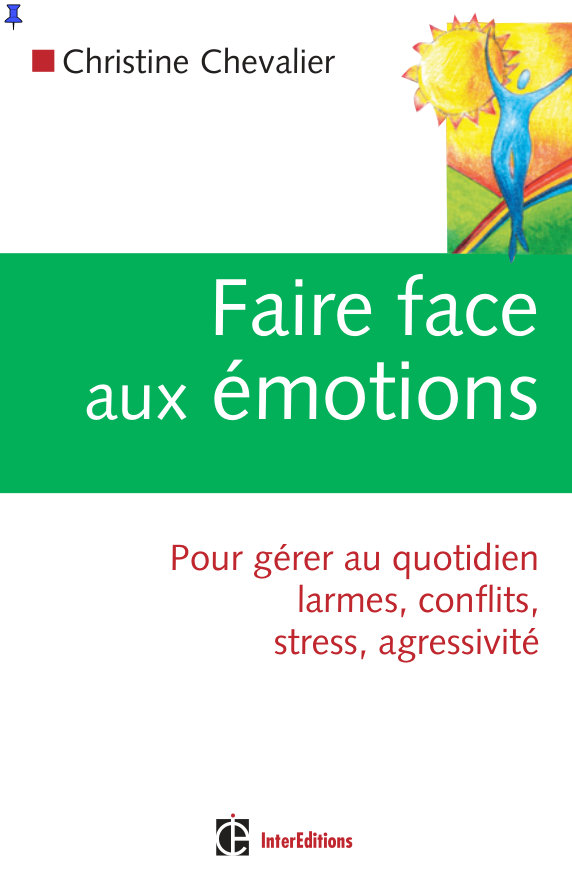 Christine Chevalier
Faire face
aux émotions
Pour gérer au quotidien
larmes, conflits,
stress, agressivité
InterEditions